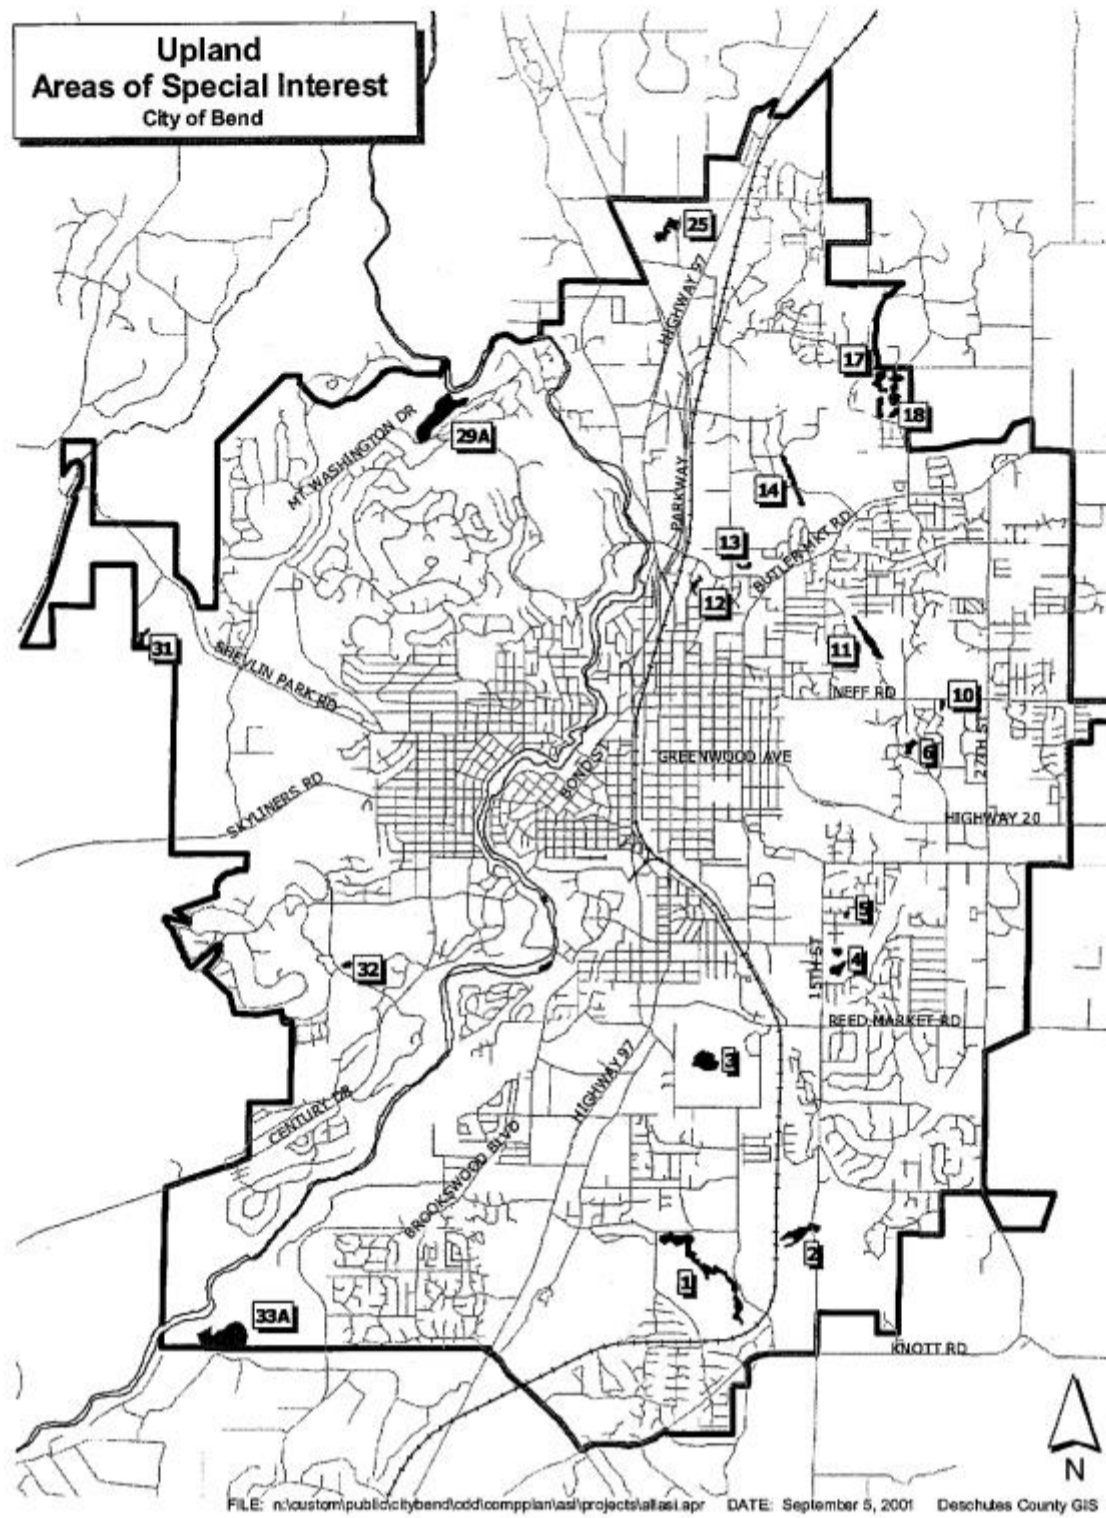 Upland
Areas of Special Interest
City of Bend
25
HIGHWAY 97
17
18
MT WASHINGTON DR
29A
PARKWAY
14
13
BUTLER MKT RD
12
11
31
SHEVLIN PARK RD
NEFF RD
10
6
27TH ST
GREENWOOD AVE
BOND S
SKYLINERS RD
HIGHWAY 20
5
32
4
15TH ST
REED MARKET RD
3
HIGHWAY 97
CENTURY DR
BROOKSWOOD BLVD
2
1
33A
KNOTT RD
N
FILE: n:\custom\public\citybend\cdd\compplan\asi\projects\allasi.apr DATE: September 5, 2001 Deschutes County GIS